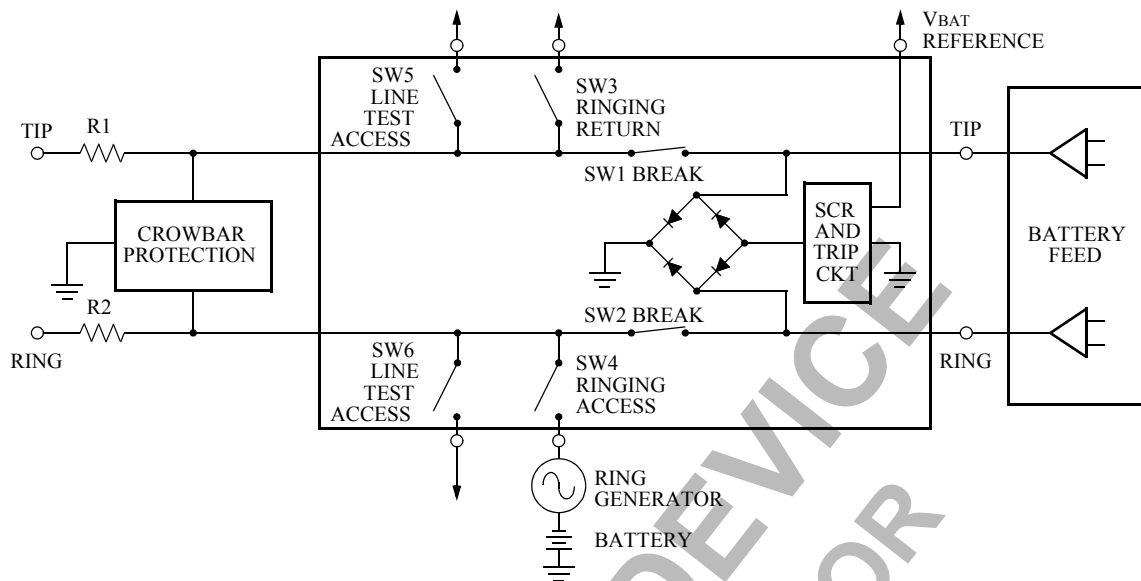 VBAT
REFERENCE
SW5
LINE
TEST
ACCESS
SW3
RINGING
RETURN
TIP
R1
TIP
SW1 BREAK
CROWBAR
PROTECTION
SCR
AND
TRIP
CKT
BATTERY
FEED
R2
SW2 BREAK
RING
RING
SW6
LINE
TEST
ACCESS
SW4
RINGING
ACCESS
RING
GENERATOR
BATTERY
DEVICE
OR